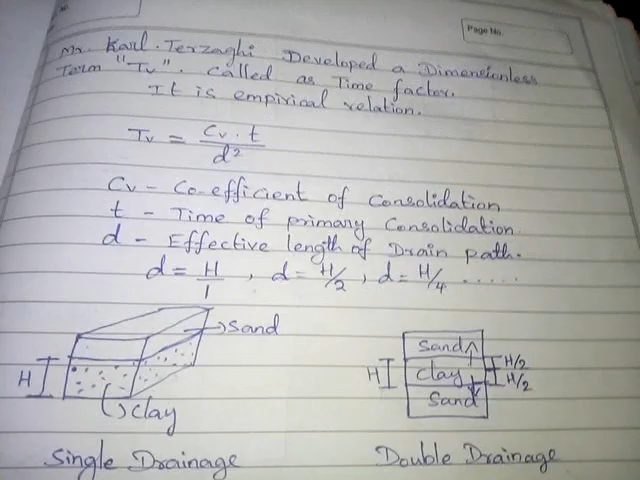 Page No.
Mr. Karl. Terzaghi Developed a Dimensionless
Term "Tv". called as Time factor.
It is empirical relation.
Tv = Cv . t / d²
Cv - Co-efficient of Consolidation
t - Time of primary Consolidation
d - Effective length of Drain path.
d = H/1 , d = H/2 , d = H/4 .....
Sand
H
clay
Single Drainage
Sand
H
clay
H/2
H/2
Sand
Double Drainage